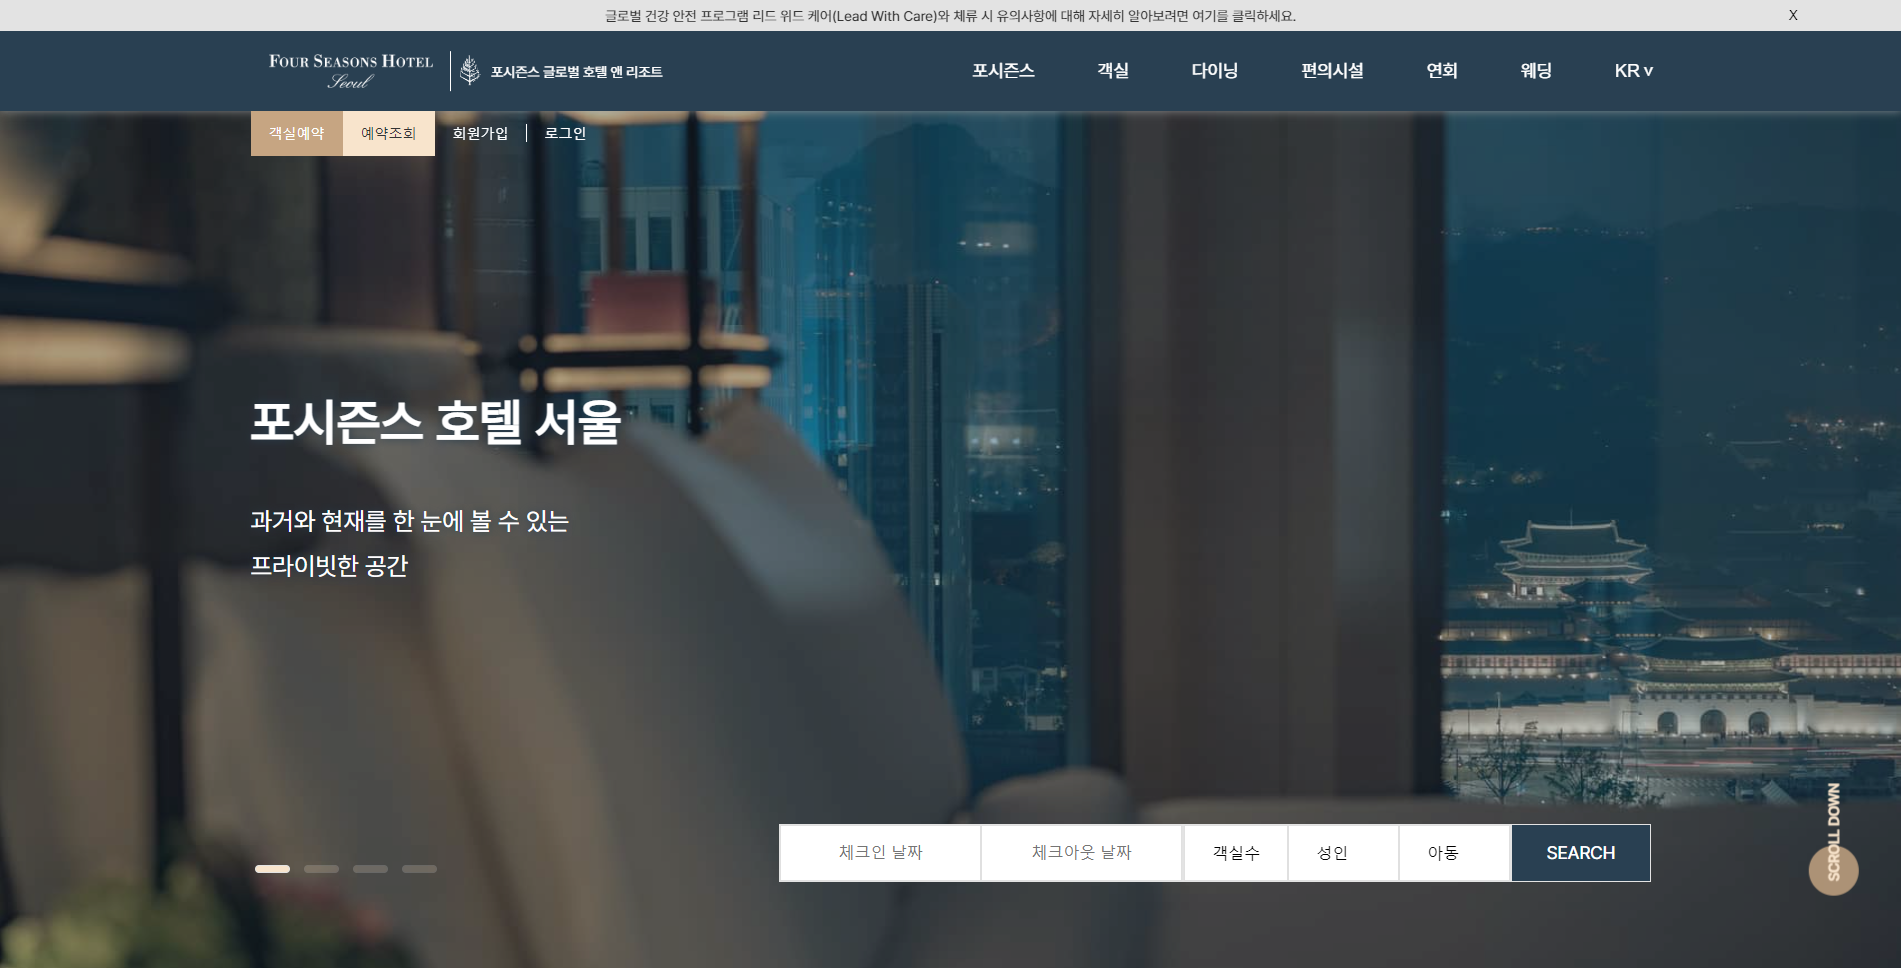 글로벌 건강 안전 프로그램 리드 위드 케어(Lead With Care)와 체류 시 유의사항에 대해 자세히 알아보려면 여기를 클릭하세요.
X
FOUR SEASONS HOTEL
Seoul
포시즌스 글로벌 호텔 앤 리조트
포시즌스
객실
다이닝
편의시설
연회
웨딩
KR v
객실예약
예약조회
회원가입
로그인
포시즌스 호텔 서울
과거와 현재를 한 눈에 볼 수 있는
프라이빗한 공간
체크인 날짜
체크아웃 날짜
객실수
성인
아동
SEARCH
SCROLL DOWN